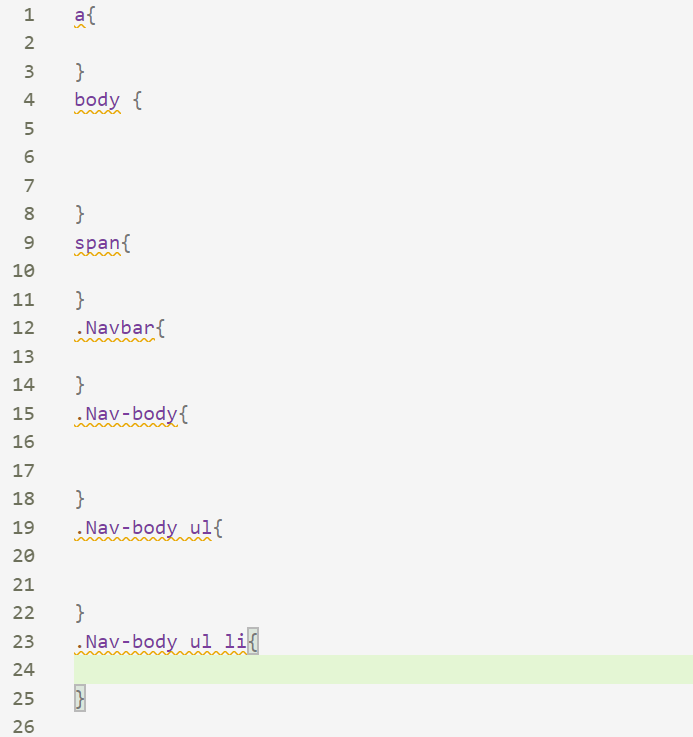 1 a{
2
3 }
4 body {
5
6
7
8 }
9 span{
10
11 }
12 .Navbar{
13
14 }
15 .Nav-body{
16
17
18 }
19 .Nav-body ul{
20
21
22 }
23 .Nav-body ul li{
24
25 }
26